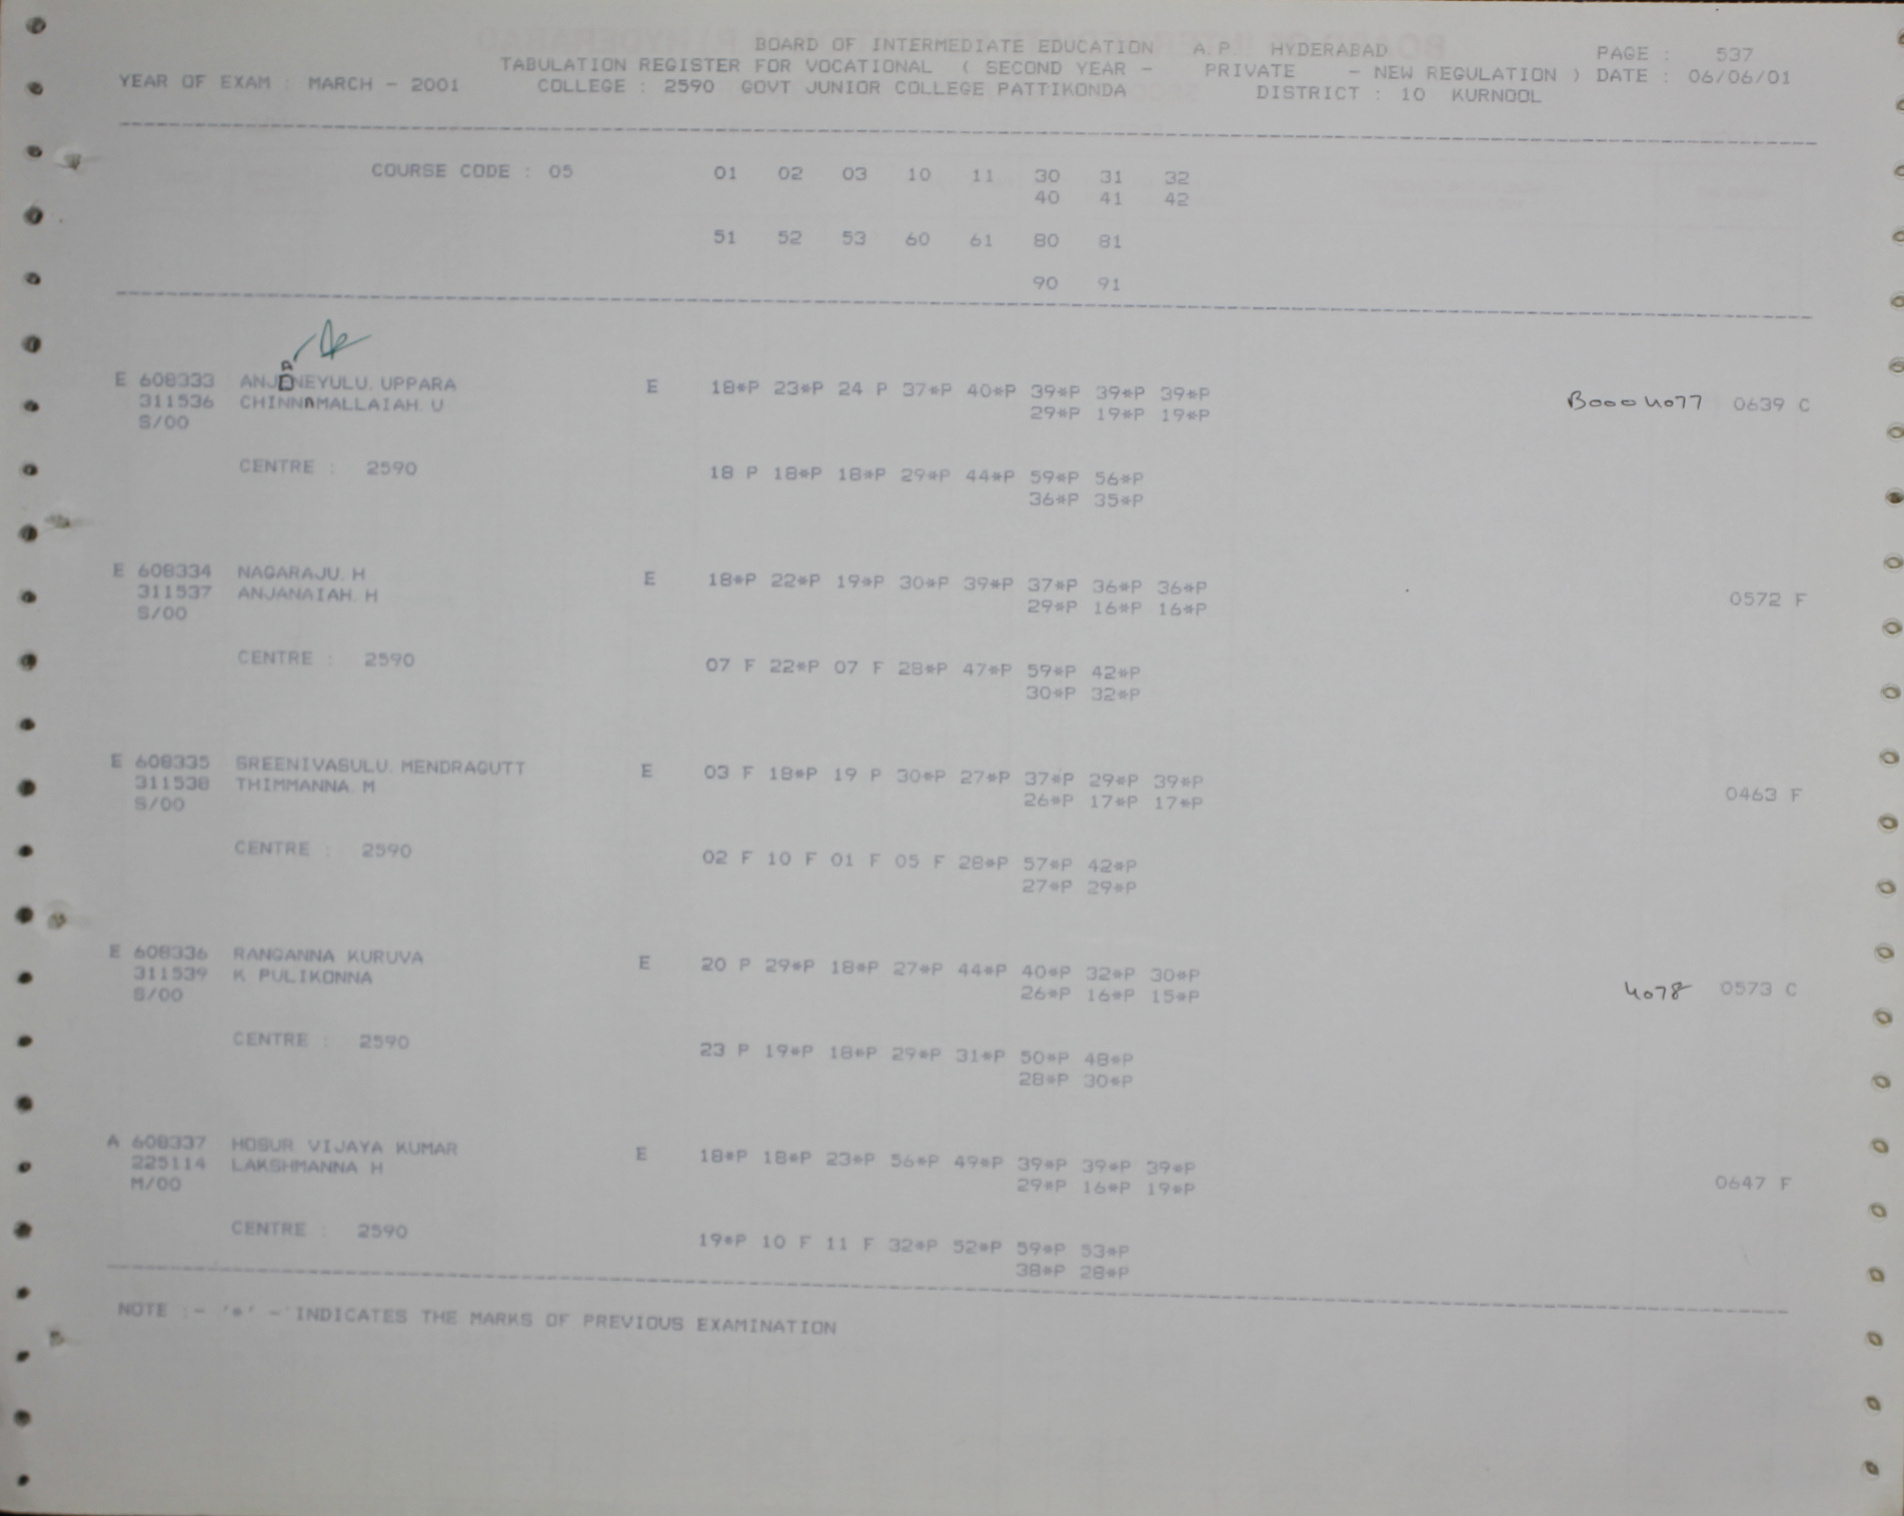 BOARD OF INTERMEDIATE EDUCATION A.P. HYDERABAD PAGE : 537
TABULATION REGISTER FOR VOCATIONAL ( SECOND YEAR - PRIVATE - NEW REGULATION ) DATE : 06/06/01
YEAR OF EXAM : MARCH - 2001 COLLEGE : 2590 GOVT JUNIOR COLLEGE PATTIKONDA DISTRICT : 10 KURNOOL
COURSE CODE : 05 01 02 03 10 11 30 31 32
40 41 42
51 52 53 60 61 80 81
90 91
E 608333 ANJANEYULU. UPPARA E 18*P 23*P 24 P 37*P 40*P 39*P 39*P 39*P
311536 CHINNAMALLAIAH U 29*P 19*P 19*P B0004077 0639 C
S/00
CENTRE : 2590 18 P 18*P 18*P 29*P 44*P 59*P 56*P
36*P 35*P
E 608334 NAGARAJU. H E 18*P 22*P 19*P 30*P 39*P 37*P 36*P 36*P
311537 ANJANAIAH H 29*P 16*P 16*P 0572 F
S/00
CENTRE : 2590 07 F 22*P 07 F 28*P 47*P 59*P 42*P
30*P 32*P
E 608335 SREENIVASULU. MENDRAGUTT E 03 F 18*P 19 P 30*P 27*P 37*P 29*P 39*P
311538 THIMMANNA M 26*P 17*P 17*P 0463 F
S/00
CENTRE : 2590 02 F 10 F 01 F 05 F 28*P 57*P 42*P
27*P 29*P
E 608336 RANGANNA KURUVA E 20 P 29*P 18*P 27*P 44*P 40*P 32*P 30*P
311539 K PULIKONNA 26*P 16*P 15*P 4078 0573 C
S/00
CENTRE : 2590 23 P 19*P 18*P 29*P 31*P 50*P 48*P
28*P 30*P
A 608337 HOSUR VIJAYA KUMAR E 18*P 18*P 23*P 56*P 49*P 39*P 39*P 39*P
225114 LAKSHMANNA H 29*P 16*P 19*P 0647 F
M/00
CENTRE : 2590 19*P 10 F 11 F 32*P 52*P 59*P 53*P
38*P 28*P
NOTE :- '*' - INDICATES THE MARKS OF PREVIOUS EXAMINATION